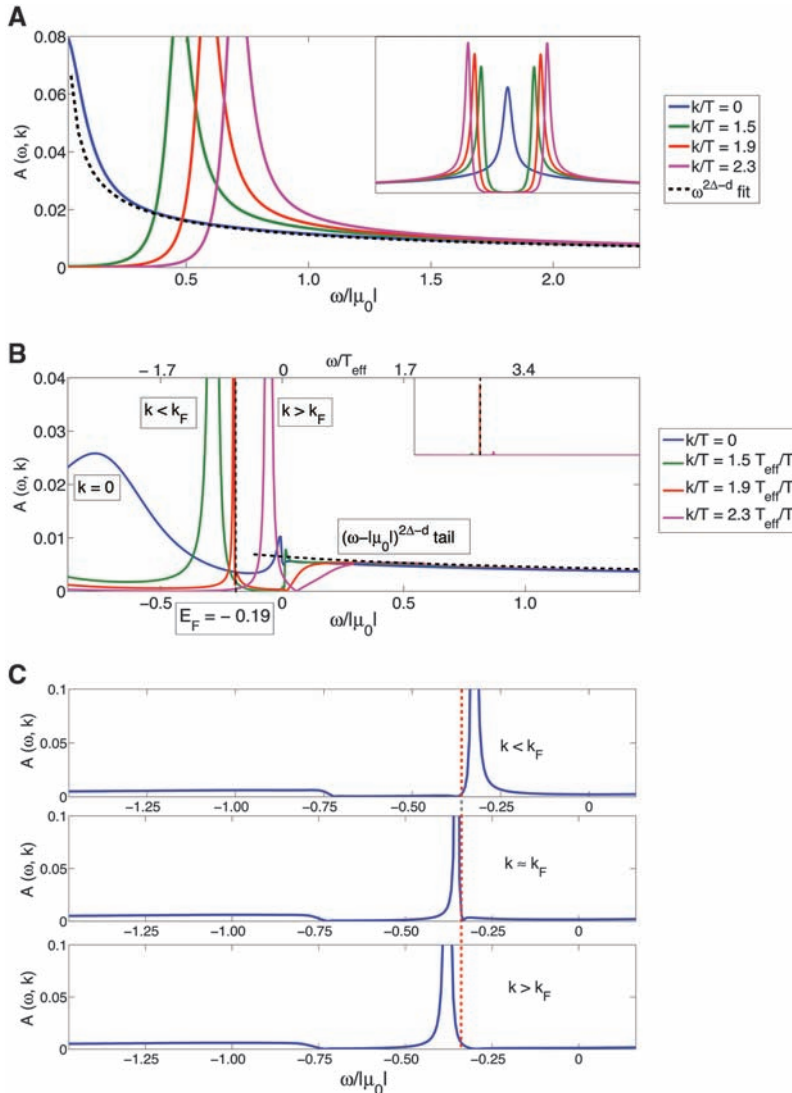 A
0.08
0.06
0.04
0.02
0
A (ω, k)
0.5
1.0
1.5
2.0
ω/|μ₀|
k/T = 0
k/T = 1.5
k/T = 1.9
k/T = 2.3
ω^{2Δ−d} fit
B
ω/T_eff
−1.7
0
1.7
3.4
0.04
0.03
0.02
0.01
0
A (ω, k)
k < k_F
k > k_F
k = 0
(ω−|μ₀|)^{2Δ−d} tail
−0.5
0
0.5
1.0
E_F = −0.19
ω/|μ₀|
k/T = 0
k/T = 1.5 T_eff/T
k/T = 1.9 T_eff/T
k/T = 2.3 T_eff/T
C
0.1
0.05
0
A (ω, k)
k < k_F
−1.25
−1.00
−0.75
−0.50
−0.25
0
0.1
0.05
0
A (ω, k)
k ≈ k_F
−1.25
−1.00
−0.75
−0.50
−0.25
0
0.1
0.05
0
A (ω, k)
k > k_F
−1.25
−1.00
−0.75
−0.50
−0.25
0
ω/|μ₀|